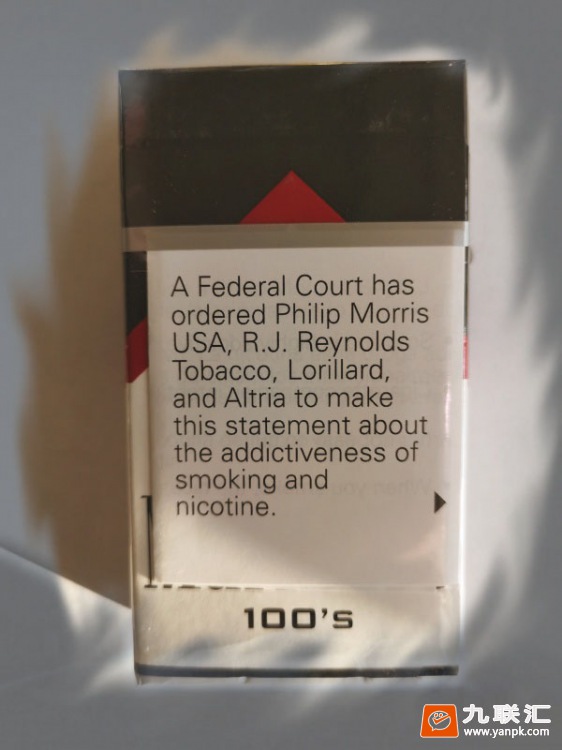 A Federal Court has
ordered Philip Morris
USA, R.J. Reynolds
Tobacco, Lorillard,
and Altria to make
this statement about
the addictiveness of
smoking and
nicotine.
100's
九联汇
www.yanpk.com